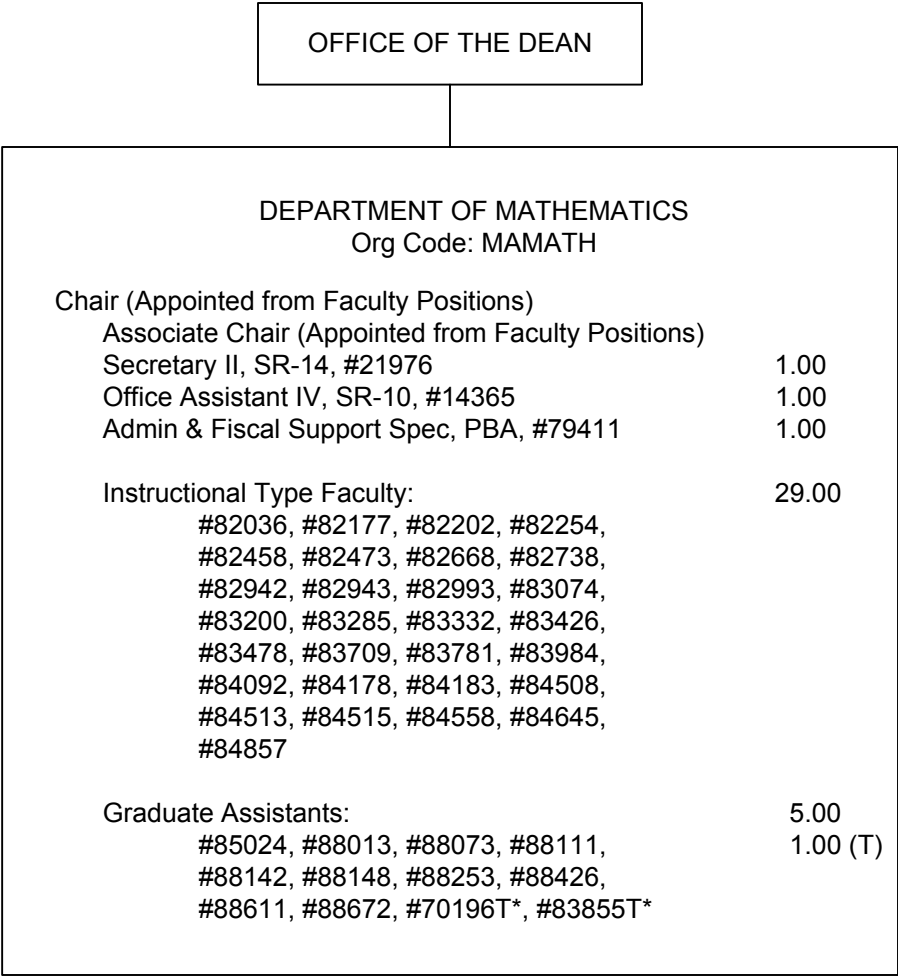 OFFICE OF THE DEAN
DEPARTMENT OF MATHEMATICS
Org Code: MAMATH
Chair (Appointed from Faculty Positions)
Associate Chair (Appointed from Faculty Positions)
Secretary II, SR-14, #21976 1.00
Office Assistant IV, SR-10, #14365 1.00
Admin & Fiscal Support Spec, PBA, #79411 1.00
Instructional Type Faculty: 29.00
#82036, #82177, #82202, #82254,
#82458, #82473, #82668, #82738,
#82942, #82943, #82993, #83074,
#83200, #83285, #83332, #83426,
#83478, #83709, #83781, #83984,
#84092, #84178, #84183, #84508,
#84513, #84515, #84558, #84645,
#84857
Graduate Assistants: 5.00
#85024, #88013, #88073, #88111, 1.00 (T)
#88142, #88148, #88253, #88426,
#88611, #88672, #70196T*, #83855T*